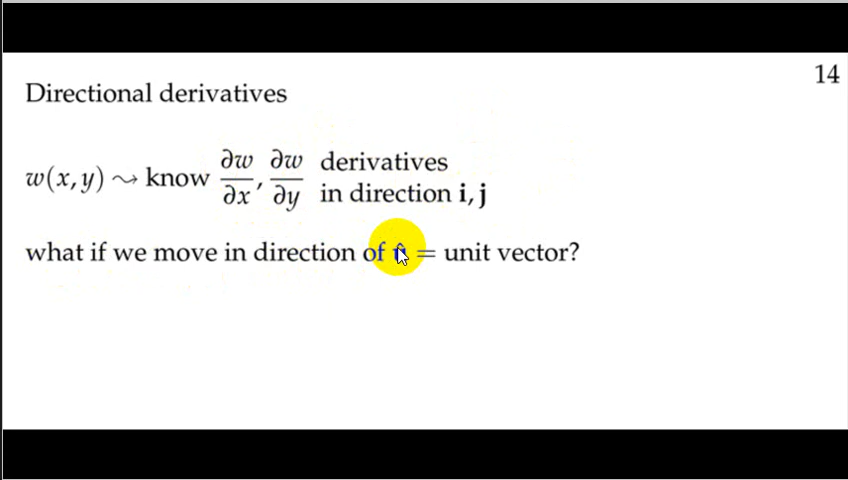 14
Directional derivatives
w(x, y) ⇝ know ∂w/∂x, ∂w/∂y derivatives in direction i, j
what if we move in direction of = unit vector?